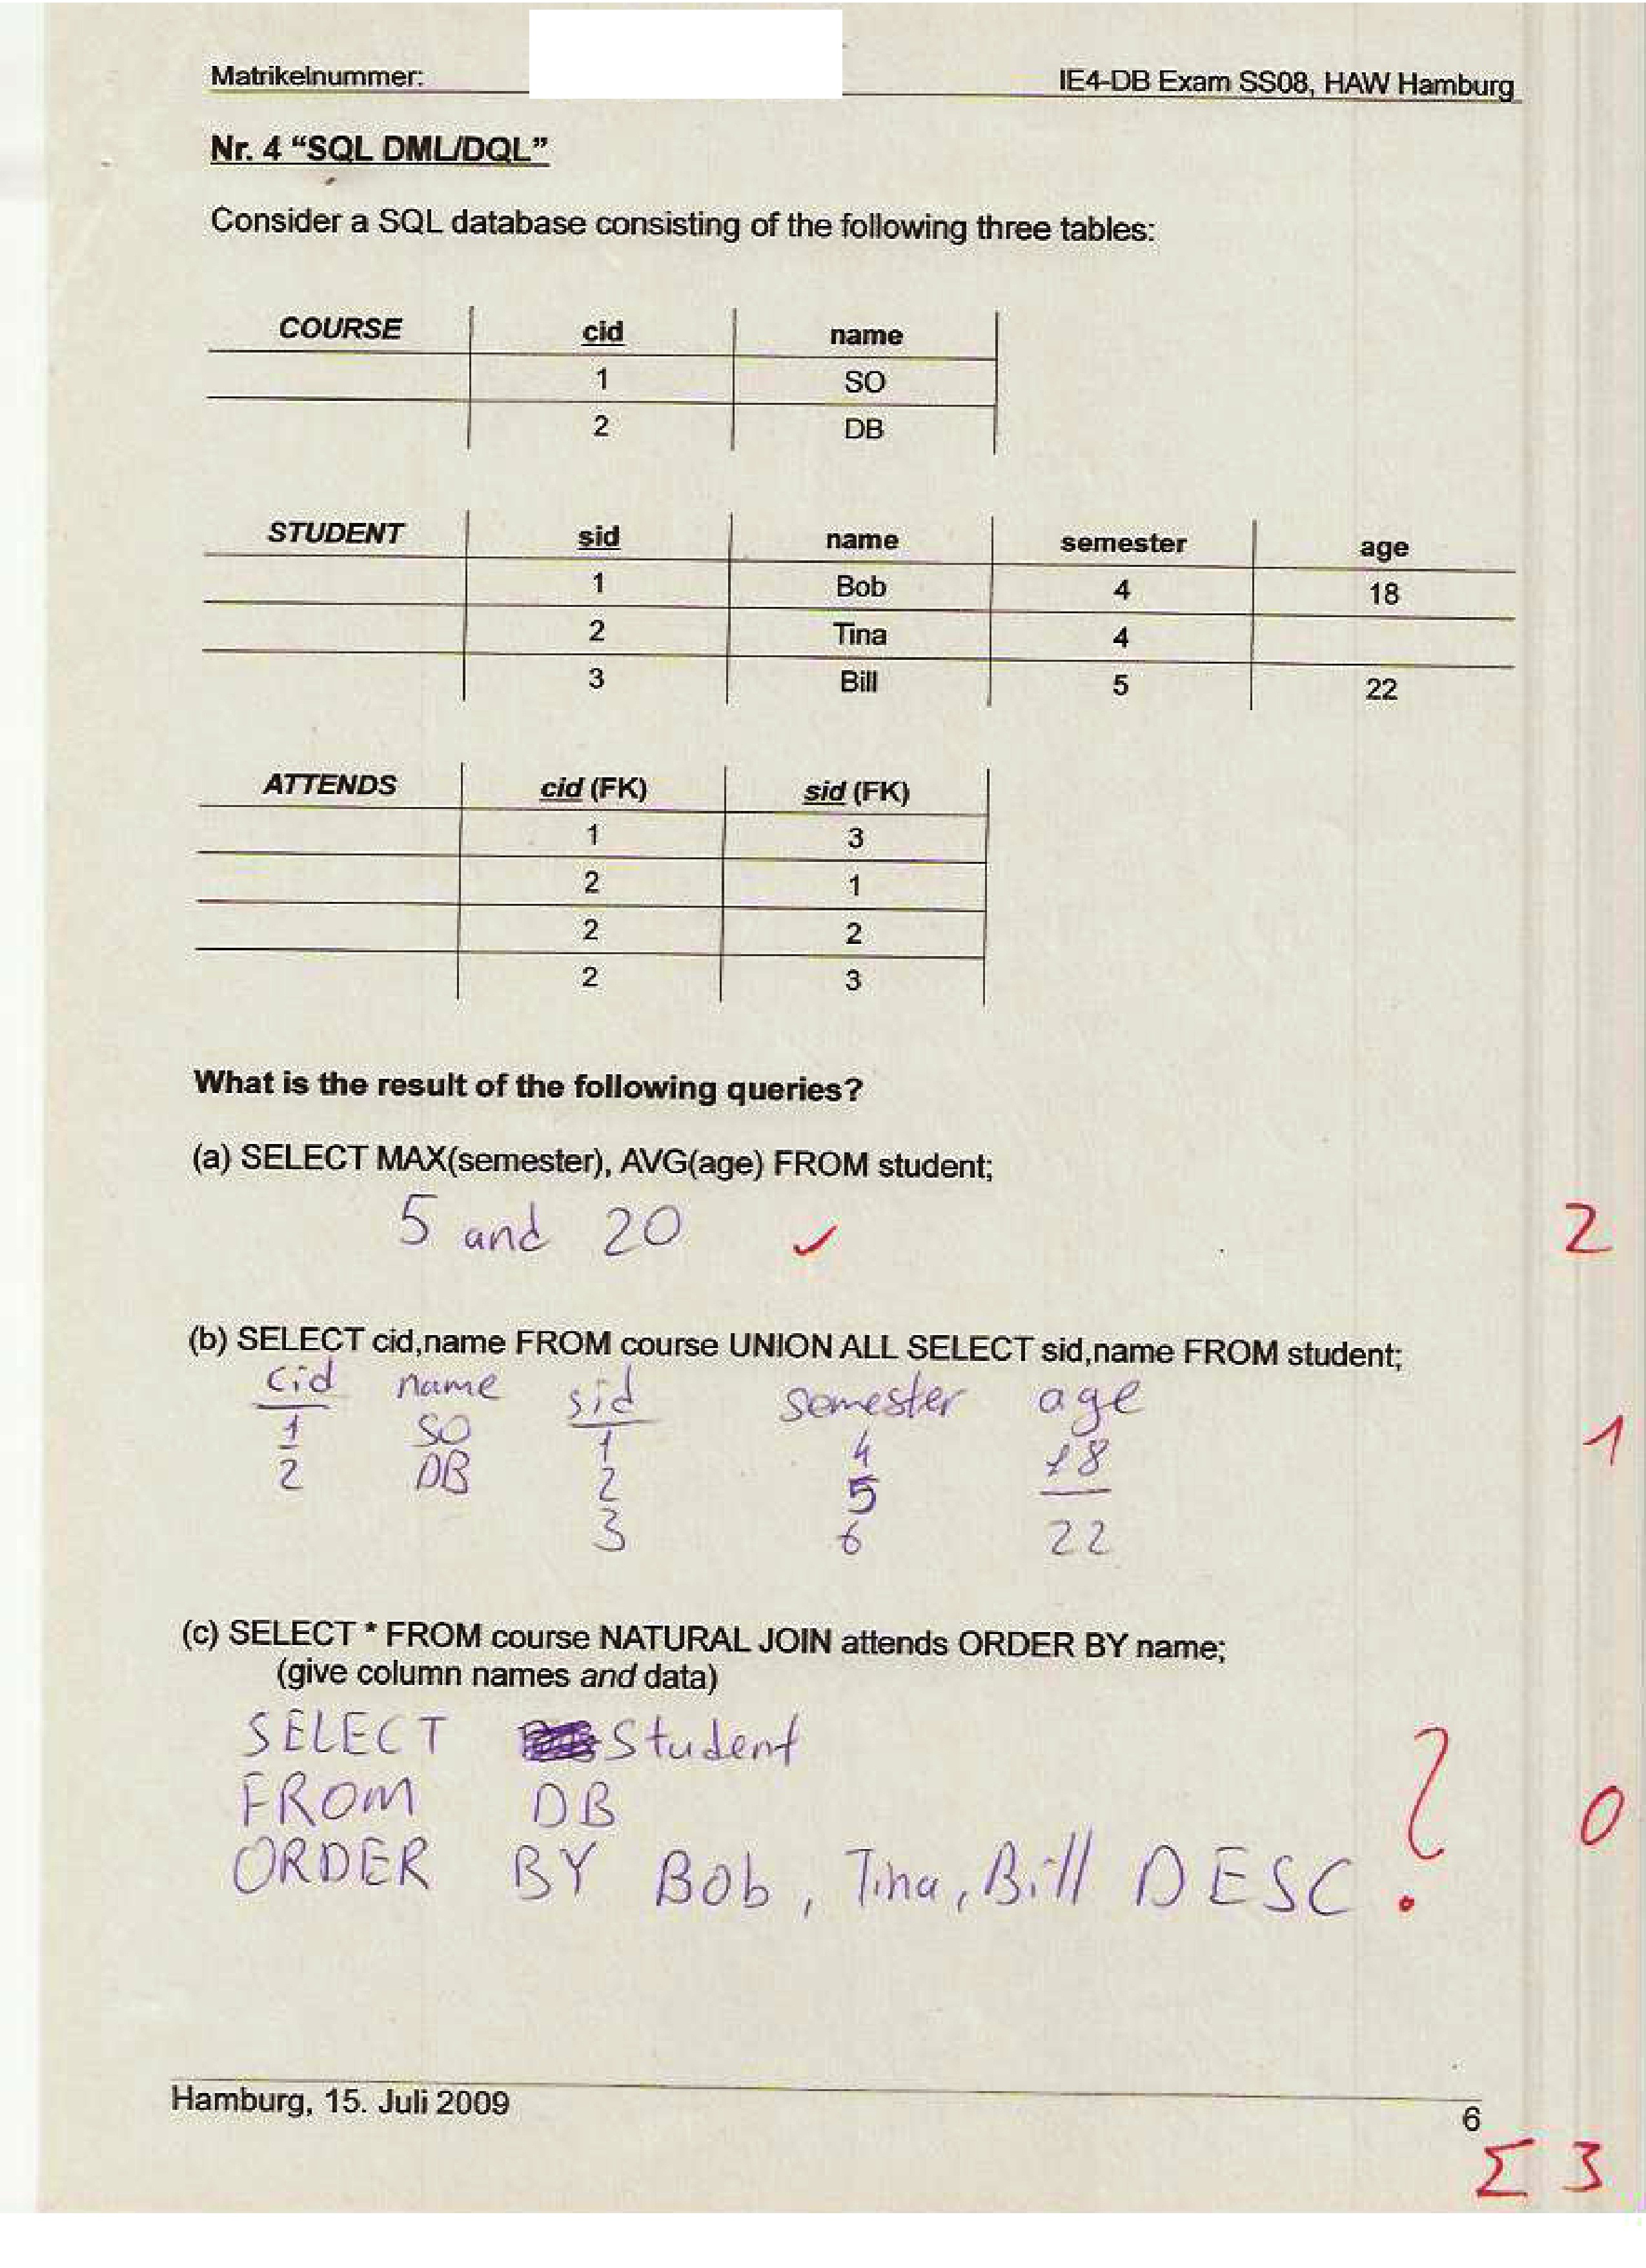 Matrikelnummer: IE4-DB Exam SS08, HAW Hamburg
Nr. 4 “SQL DML/DQL”
Consider a SQL database consisting of the following three tables:
COURSE cid name
1 SO
2 DB
STUDENT sid name semester age
1 Bob 4 18
2 Tina 4
3 Bill 5 22
ATTENDS cid (FK) sid (FK)
1 3
2 1
2 2
2 3
What is the result of the following queries?
(a) SELECT MAX(semester), AVG(age) FROM student;
5 and 20 ✓ 2
(b) SELECT cid,name FROM course UNION ALL SELECT sid,name FROM student;
cid name sid semester age
1 SO 1 4 18 1
2 DB 2 5
3 6 22
(c) SELECT * FROM course NATURAL JOIN attends ORDER BY name;
(give column names and data)
SELECT Student
FROM DB ? 0
ORDER BY Bob, Tina, Bill DESC
Hamburg, 15. Juli 2009
6
Σ 3